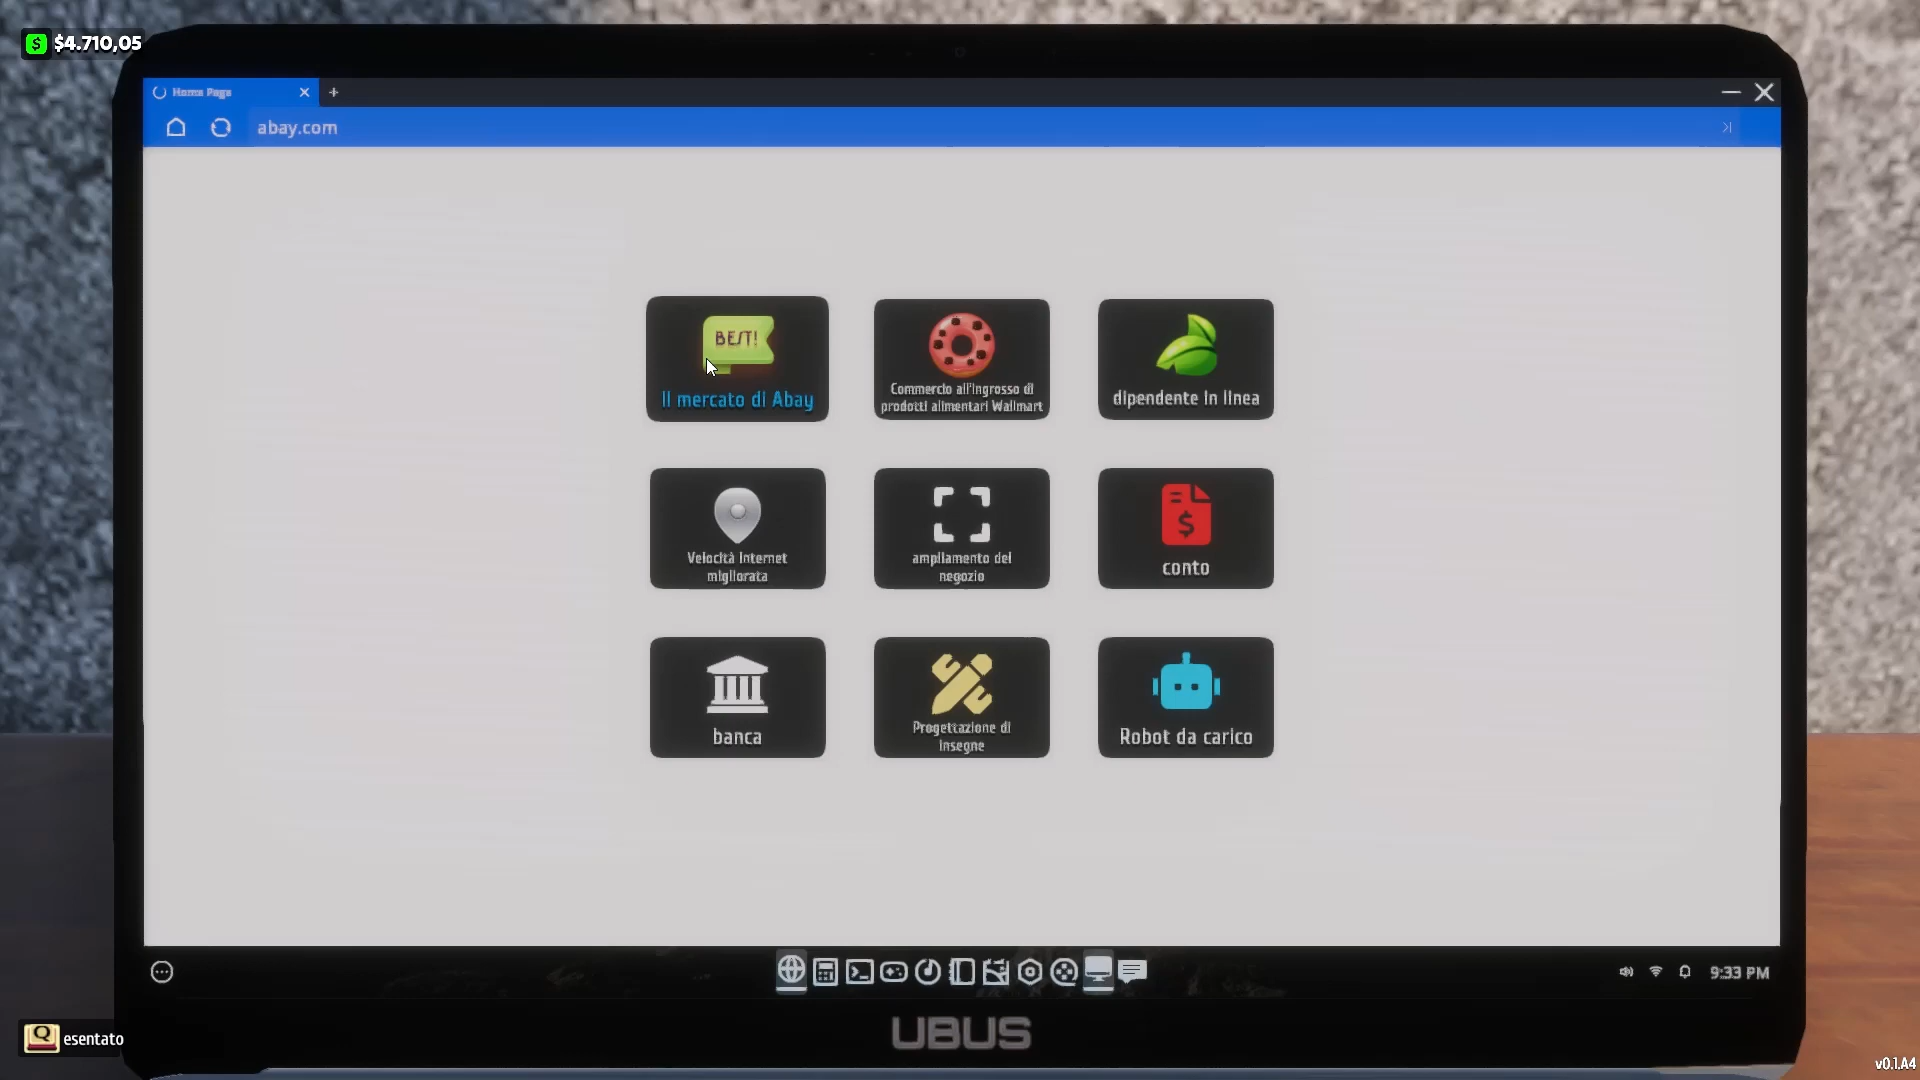 $4.710,05
Home Page
abay.com
BEST!
Il mercato di Abay
Commercio all'ingrosso di
prodotti alimentari Wallmart
dipendente in linea
Velocità Internet
migliorata
ampliamento del
negozio
conto
banca
Progettazione di
insegne
Robot da carico
9:33 PM
UBUS
Q esentato
v0.1.A4